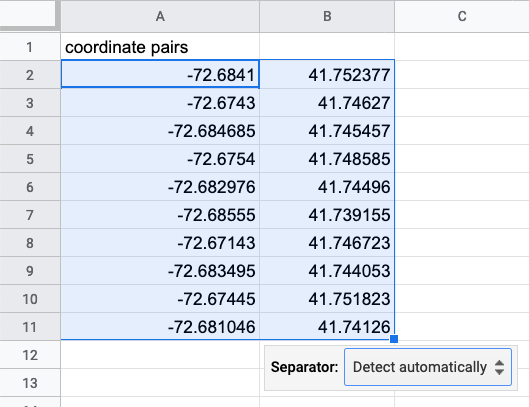 A B C
1 coordinate pairs
2 -72.6841 41.752377
3 -72.6743 41.74627
4 -72.684685 41.745457
5 -72.6754 41.748585
6 -72.682976 41.74496
7 -72.68555 41.739155
8 -72.67143 41.746723
9 -72.683495 41.744053
10 -72.67445 41.751823
11 -72.681046 41.74126
12
Separator: Detect automatically
13